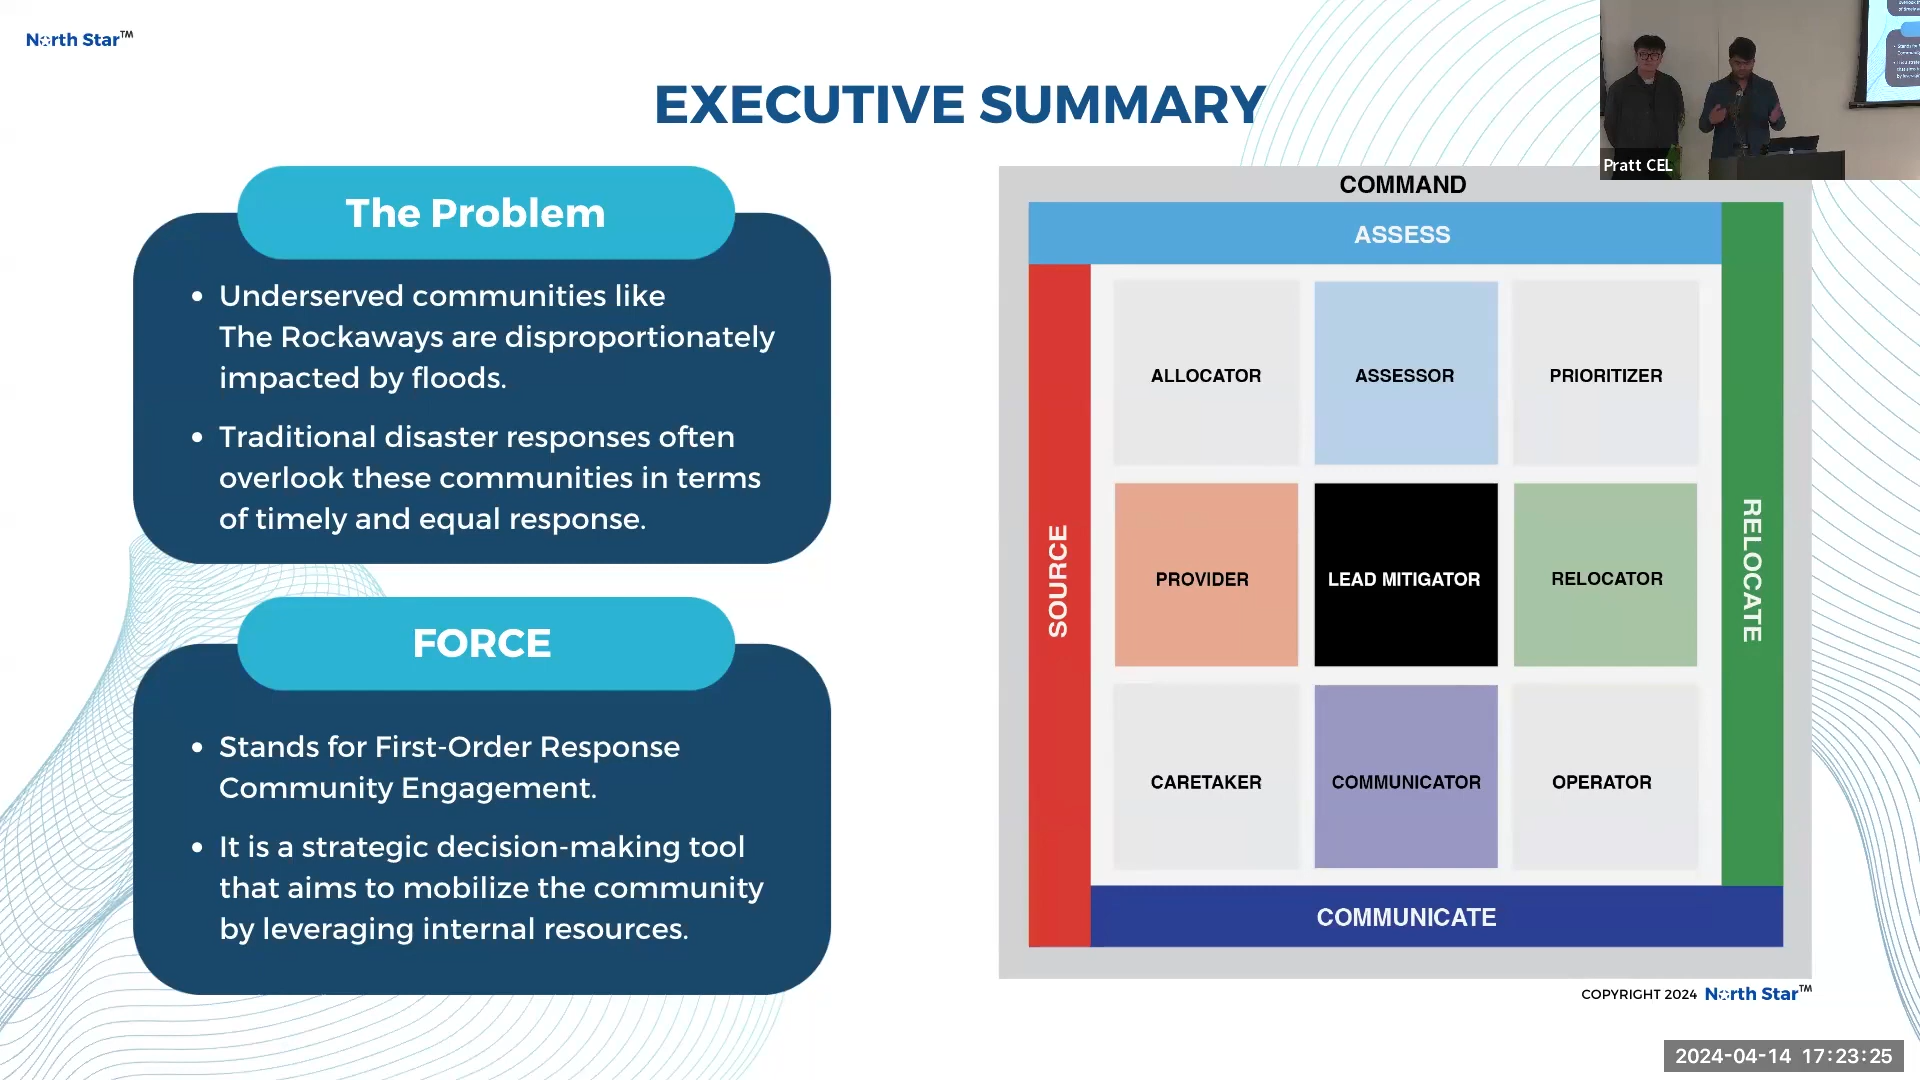 North Star™
EXECUTIVE SUMMARY
Pratt CEL
The Problem
• Underserved communities like
The Rockaways are disproportionately
impacted by floods.
• Traditional disaster responses often
overlook these communities in terms
of timely and equal response.
FORCE
• Stands for First-Order Response
Community Engagement.
• It is a strategic decision-making tool
that aims to mobilize the community
by leveraging internal resources.
COMMAND
ASSESS
SOURCE
RELOCATE
ALLOCATOR
ASSESSOR
PRIORITIZER
PROVIDER
LEAD MITIGATOR
RELOCATOR
CARETAKER
COMMUNICATOR
OPERATOR
COMMUNICATE
COPYRIGHT 2024 North Star™
2024-04-14 17:23:25